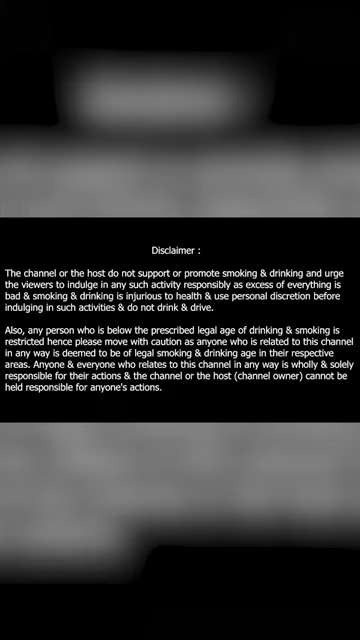 Disclaimer :
The channel or the host do not support or promote smoking & drinking and urge
the viewers to indulge in any such activity responsibly as excess of everything is
bad & smoking & drinking is injurious to health & use personal discretion before
indulging in such activities & do not drink & drive.
Also, any person who is below the prescribed legal age of drinking & smoking is
restricted hence please move with caution as anyone who is related to this channel
in any way is deemed to be of legal smoking & drinking age in their respective
areas. Anyone & everyone who relates to this channel in any way is wholly & solely
responsible for their actions & the channel or the host (channel owner) cannot be
held responsible for anyone's actions.